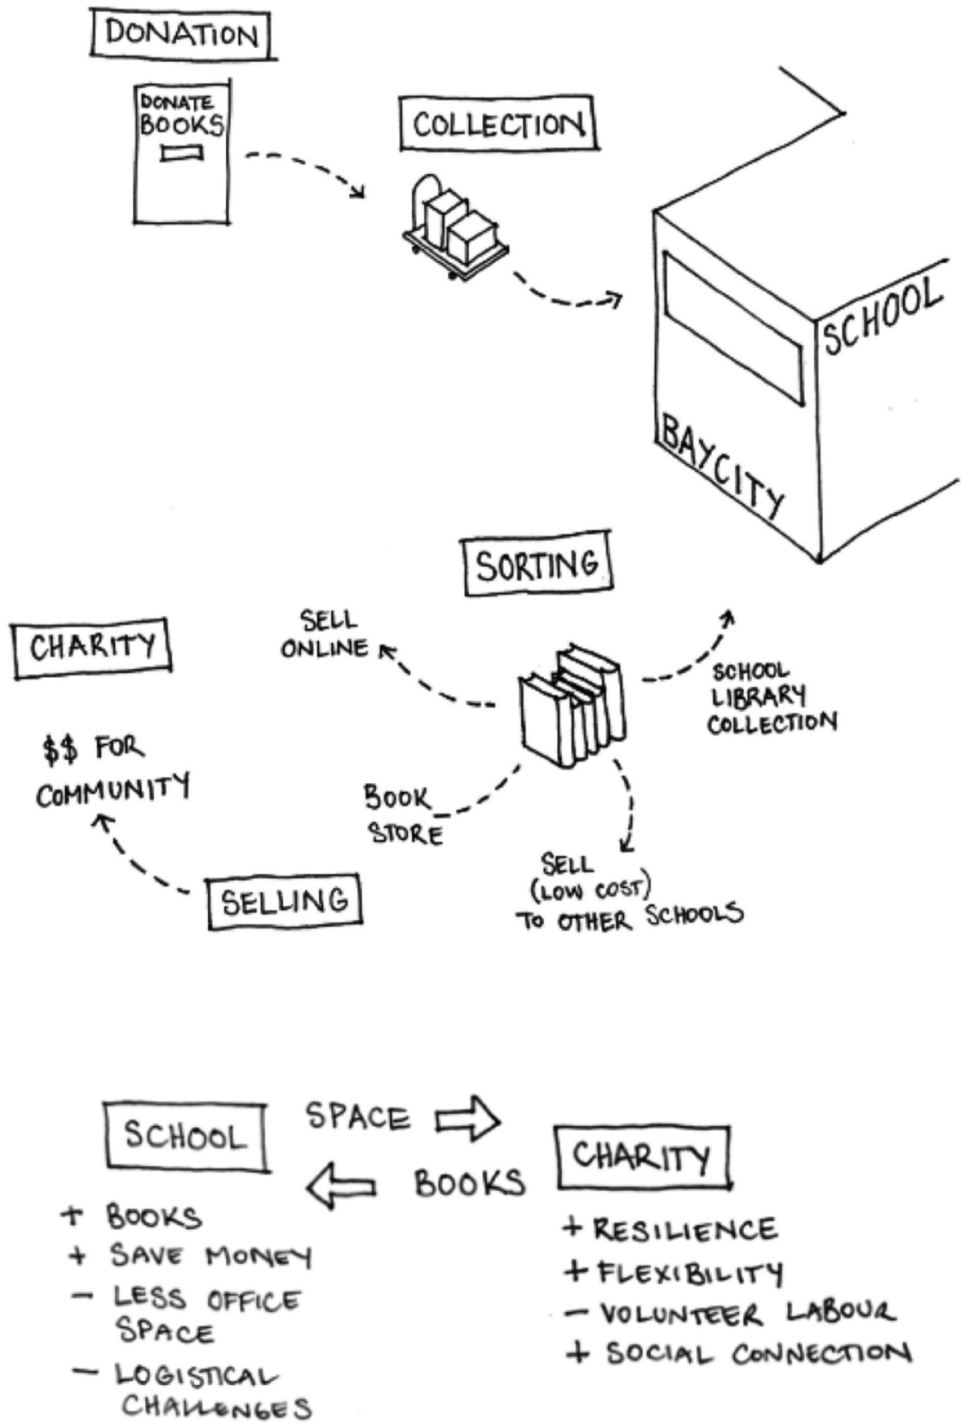 DONATION
DONATE
BOOKS
COLLECTION
SCHOOL
BAYCITY
SORTING
SELL
ONLINE
CHARITY
SCHOOL
LIBRARY
COLLECTION
$$ FOR
COMMUNITY
BOOK
STORE
SELL
(LOW COST)
TO OTHER SCHOOLS
SELLING
SCHOOL
SPACE
BOOKS
CHARITY
+ BOOKS
+ SAVE MONEY
- LESS OFFICE
SPACE
- LOGISTICAL
CHALLENGES
+ RESILIENCE
+ FLEXIBILITY
- VOLUNTEER LABOUR
+ SOCIAL CONNECTION